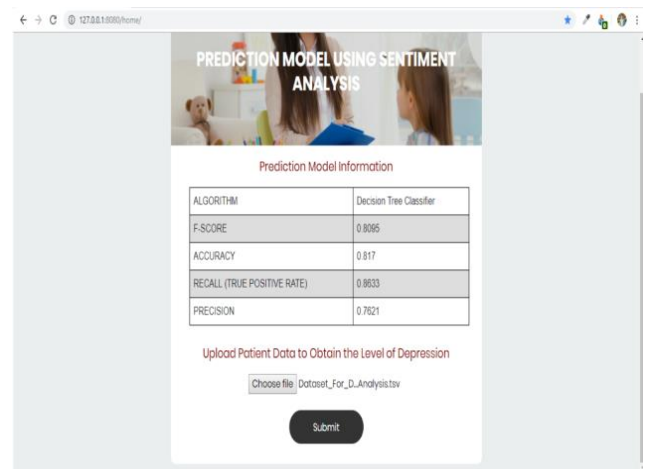 127.0.0.1:8080/home/
PREDICTION MODEL USING SENTIMENT
ANALYSIS
Prediction Model Information
ALGORITHM Decision Tree Classifier
F-SCORE 0.8095
ACCURACY 0.817
RECALL (TRUE POSITIVE RATE) 0.8633
PRECISION 0.7621
Upload Patient Data to Obtain the Level of Depression
Choose file Dataset_For_D...Analysis.tsv
Submit